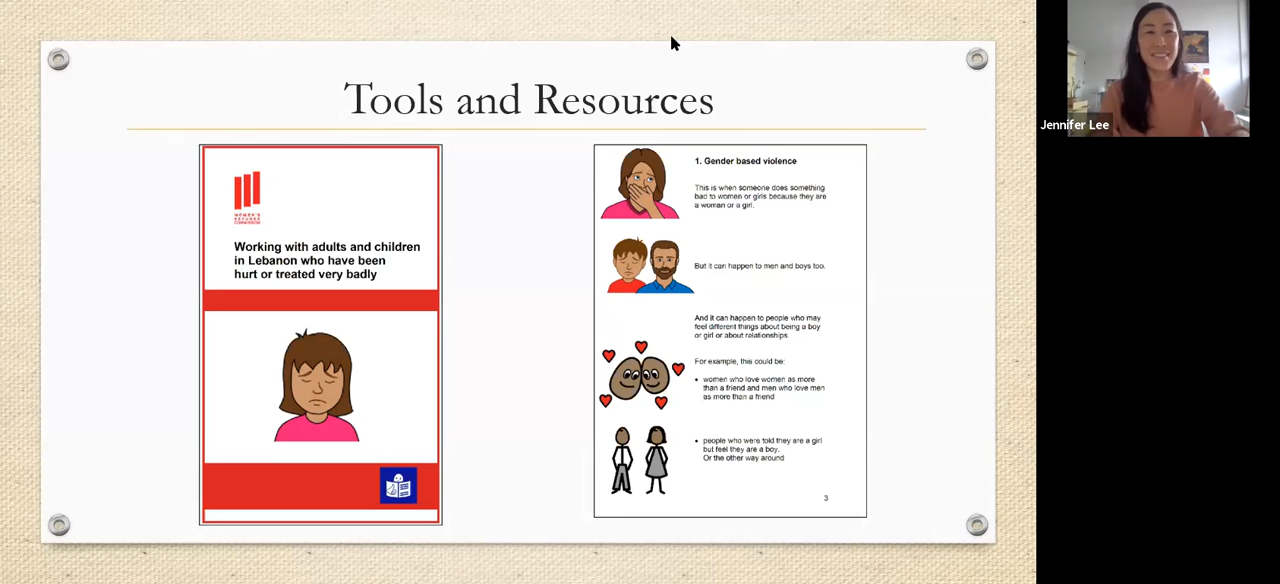 Tools and Resources
WOMEN'S
REFUGEE
COMMISSION
Working with adults and children
in Lebanon who have been
hurt or treated very badly
1. Gender based violence
This is when someone does something
bad to women or girls because they are
a woman or a girl.
But it can happen to men and boys too.
And it can happen to people who may
feel different things about being a boy
or girl or about relationships.
For example, this could be:
• women who love women as more
than a friend and men who love men
as more than a friend
• people who were told they are a girl
but feel they are a boy.
Or the other way around
3
Jennifer Lee